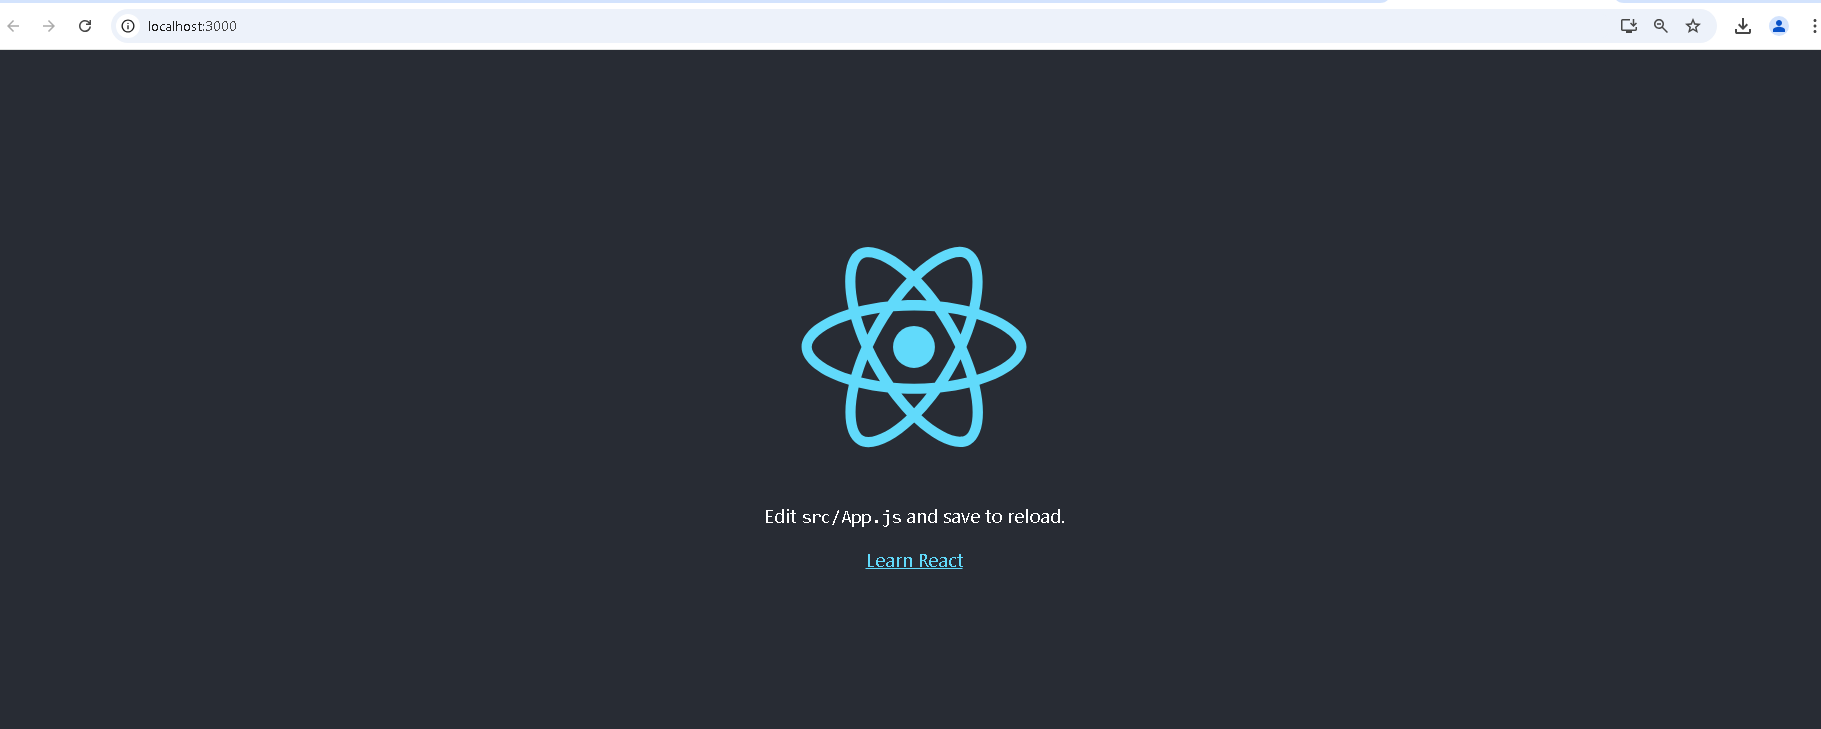 localhost:3000
Edit src/App.js and save to reload.
Learn React